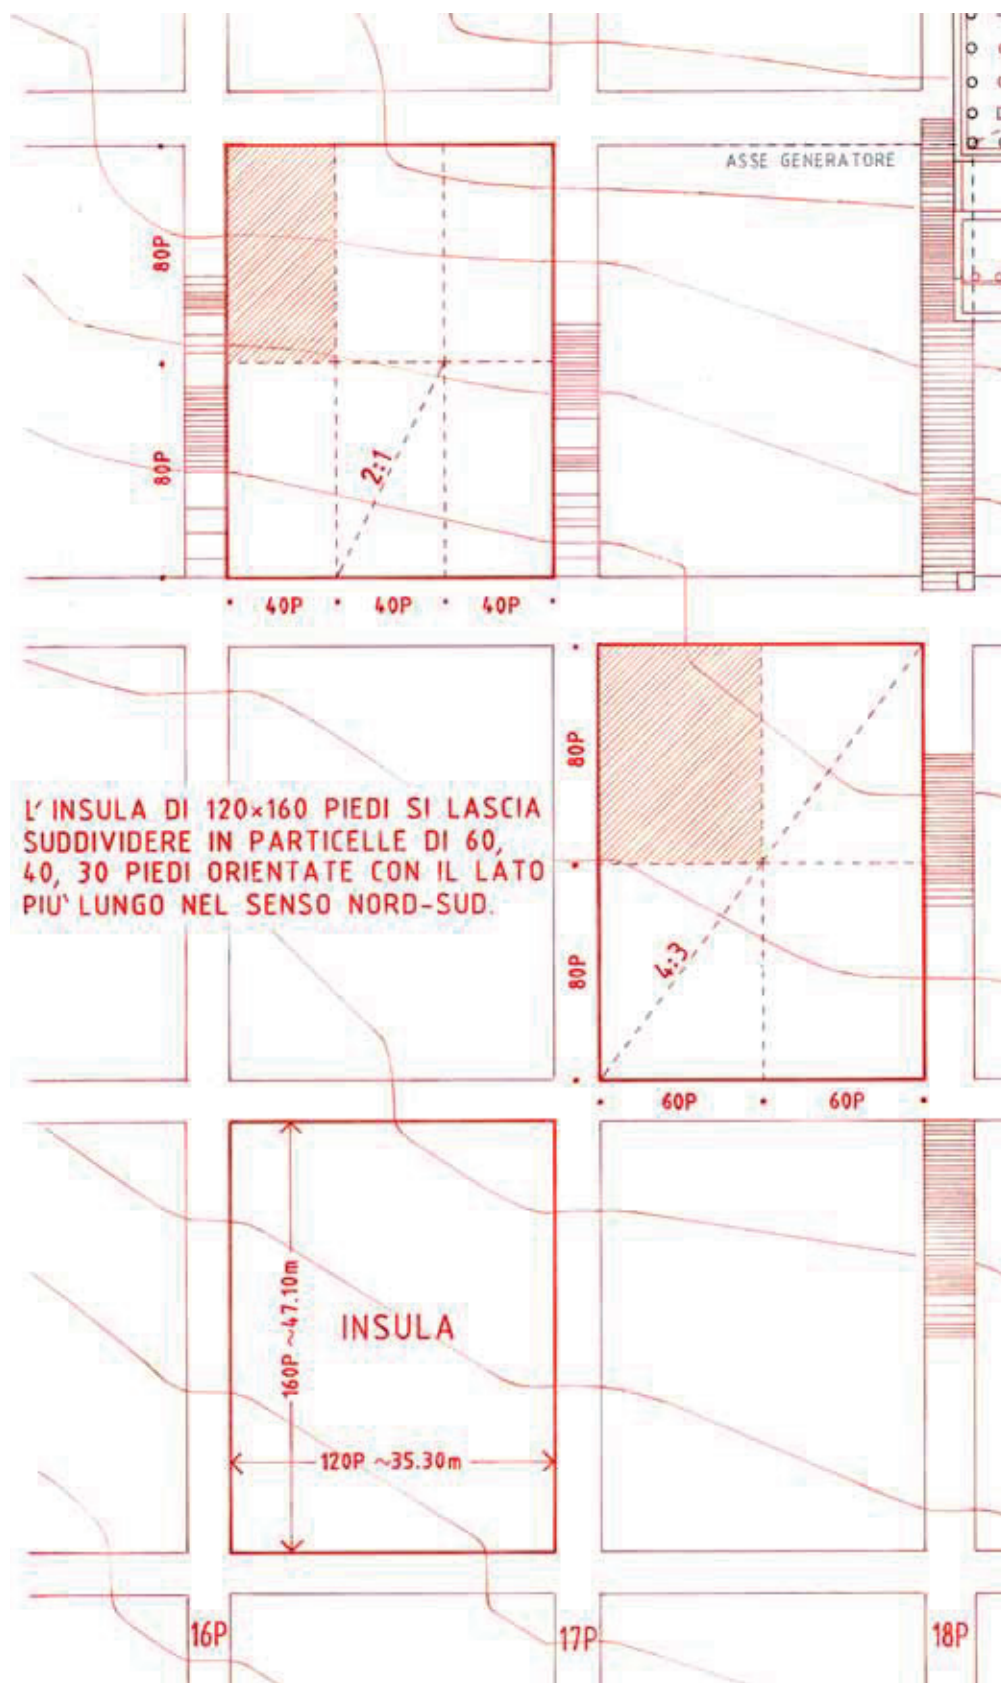 ASSE GENERATORE
80P
80P
2:1
40P 40P 40P
80P
L'INSULA DI 120×160 PIEDI SI LASCIA
SUDDIVIDERE IN PARTICELLE DI 60,
40, 30 PIEDI ORIENTATE CON IL LATO
PIU' LUNGO NEL SENSO NORD-SUD.
4:3
80P
60P 60P
160P ~47.10m
INSULA
120P ~35.30m
16P 17P 18P